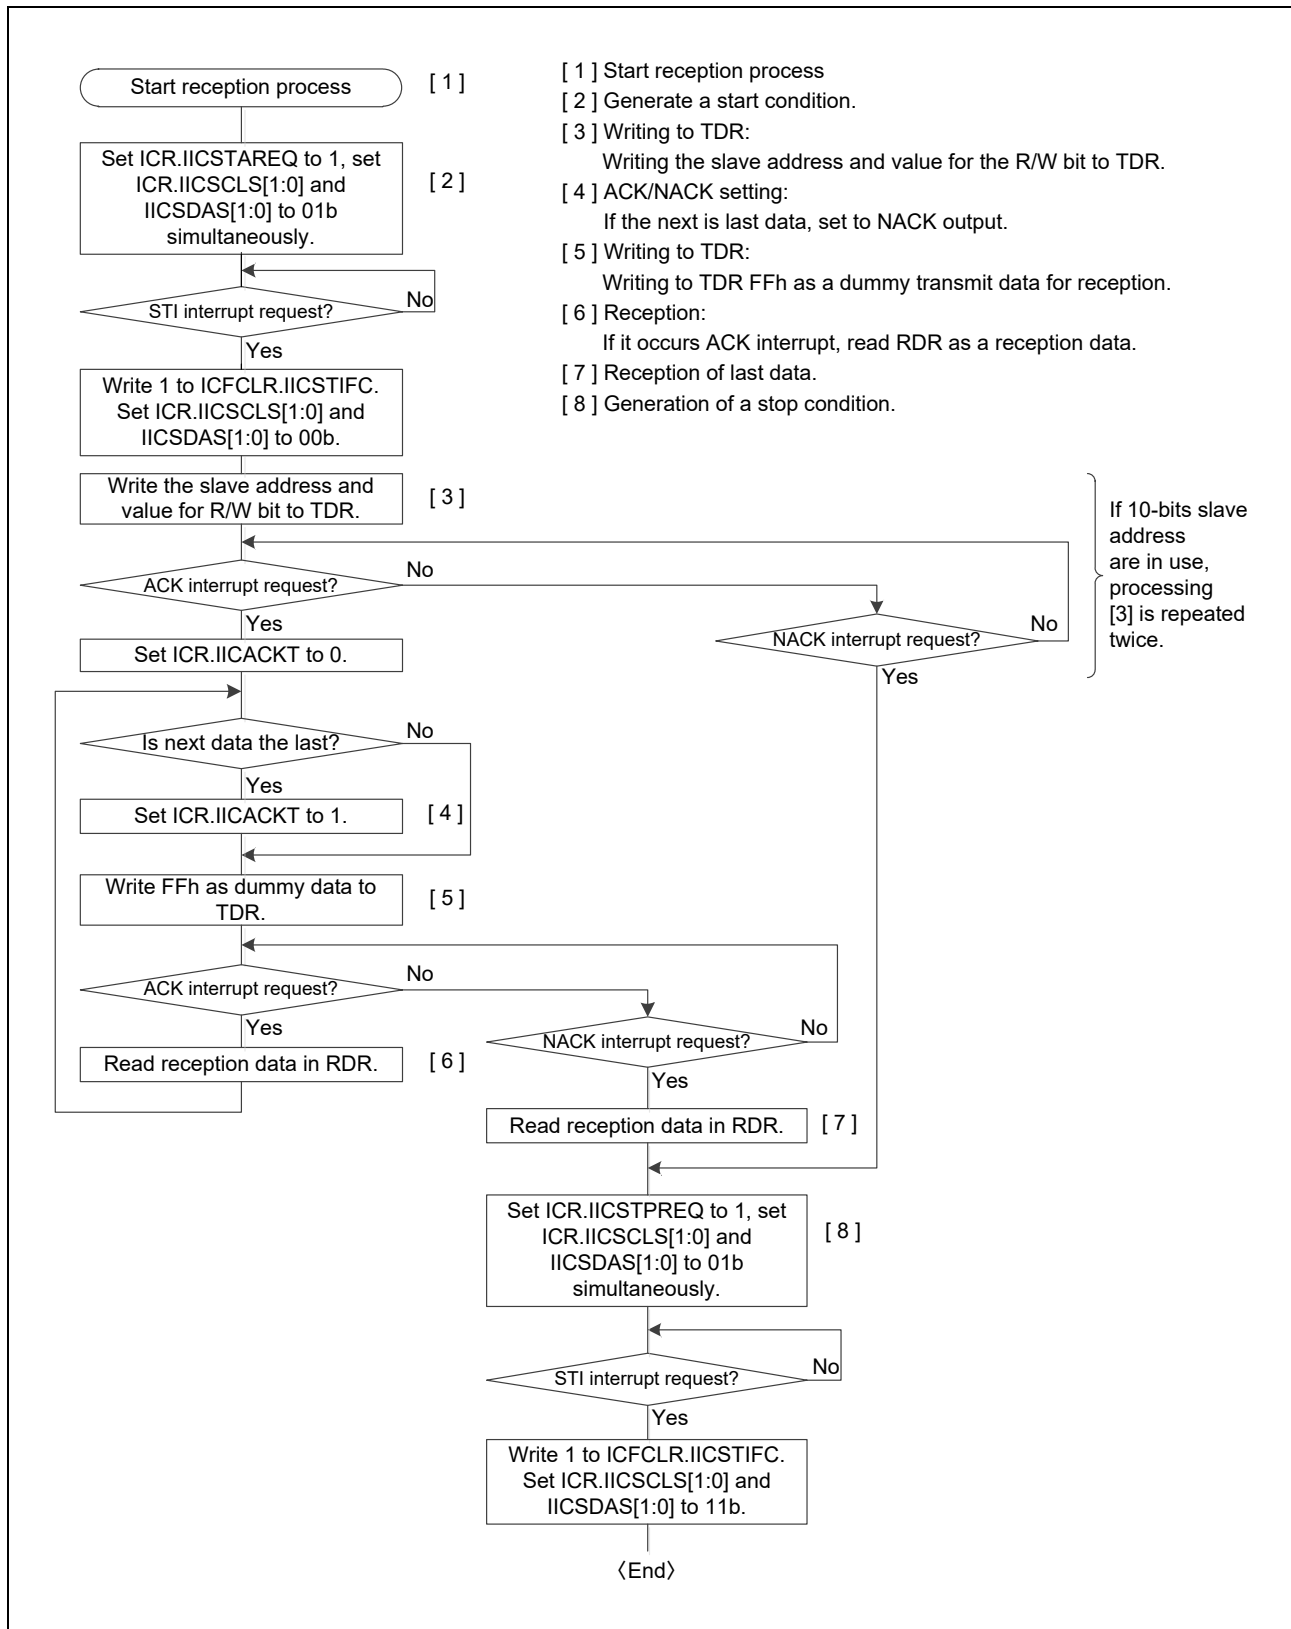 Start reception process
[ 1 ]
[ 1 ] Start reception process
[ 2 ] Generate a start condition.
[ 3 ] Writing to TDR:
Writing the slave address and value for the R/W bit to TDR.
[ 4 ] ACK/NACK setting:
If the next is last data, set to NACK output.
[ 5 ] Writing to TDR:
Writing to TDR FFh as a dummy transmit data for reception.
[ 6 ] Reception:
If it occurs ACK interrupt, read RDR as a reception data.
[ 7 ] Reception of last data.
[ 8 ] Generation of a stop condition.
Set ICR.IICSTAREQ to 1, set
ICR.IICSCLS[1:0] and
IICSDAS[1:0] to 01b
simultaneously.
[ 2 ]
STI interrupt request?
No
Yes
Write 1 to ICFCLR.IICSTIFC.
Set ICR.IICSCLS[1:0] and
IICSDAS[1:0] to 00b.
Write the slave address and
value for R/W bit to TDR.
[ 3 ]
If 10-bits slave
address
are in use,
processing
[3] is repeated
twice.
ACK interrupt request?
No
Yes
NACK interrupt request?
No
Yes
Set ICR.IICACKT to 0.
Is next data the last?
No
Yes
Set ICR.IICACKT to 1.
[ 4 ]
Write FFh as dummy data to
TDR.
[ 5 ]
ACK interrupt request?
No
Yes
NACK interrupt request?
No
Yes
Read reception data in RDR.
[ 6 ]
Read reception data in RDR.
[ 7 ]
Set ICR.IICSTPREQ to 1, set
ICR.IICSCLS[1:0] and
IICSDAS[1:0] to 01b
simultaneously.
[ 8 ]
STI interrupt request?
No
Yes
Write 1 to ICFCLR.IICSTIFC.
Set ICR.IICSCLS[1:0] and
IICSDAS[1:0] to 11b.
〈End〉